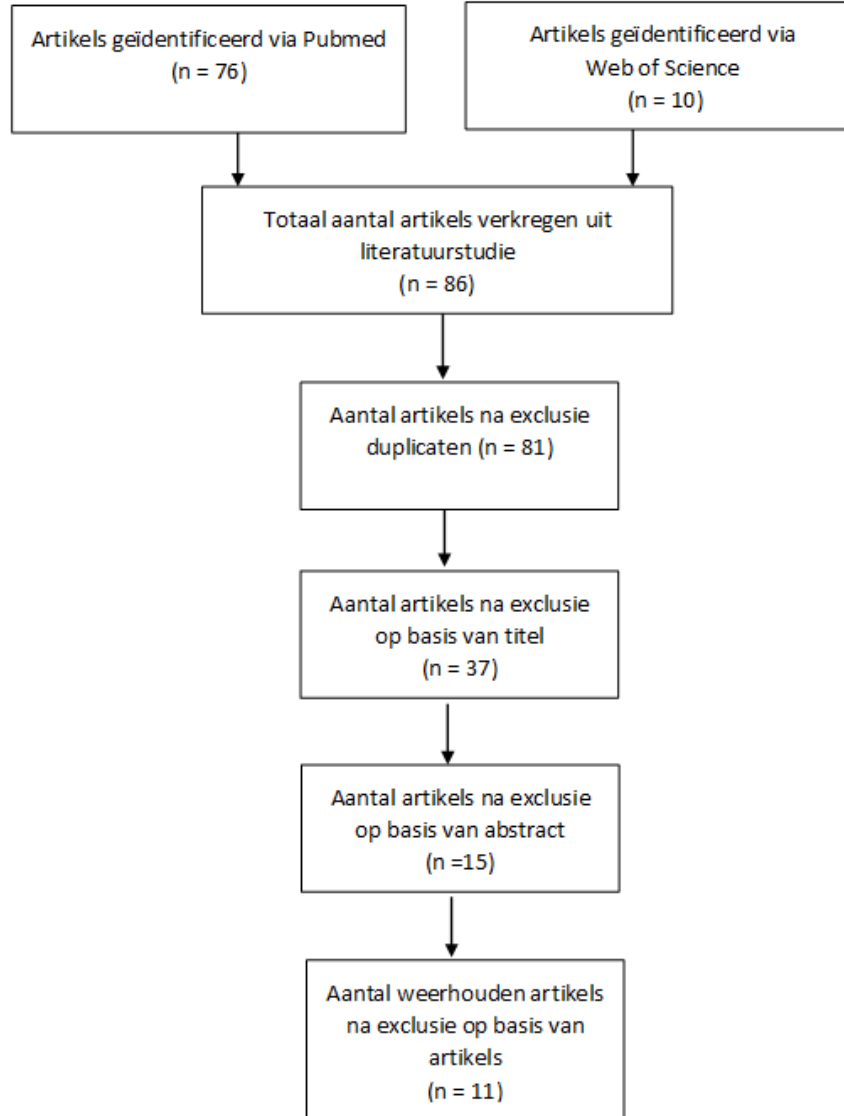 Artikels geïdentificeerd via Pubmed
(n = 76)
Artikels geïdentificeerd via
Web of Science
(n = 10)
Totaal aantal artikels verkregen uit
literatuurstudie
(n = 86)
Aantal artikels na exclusie
duplicaten (n = 81)
Aantal artikels na exclusie
op basis van titel
(n = 37)
Aantal artikels na exclusie
op basis van abstract
(n =15)
Aantal weerhouden artikels
na exclusie op basis van
artikels
(n = 11)